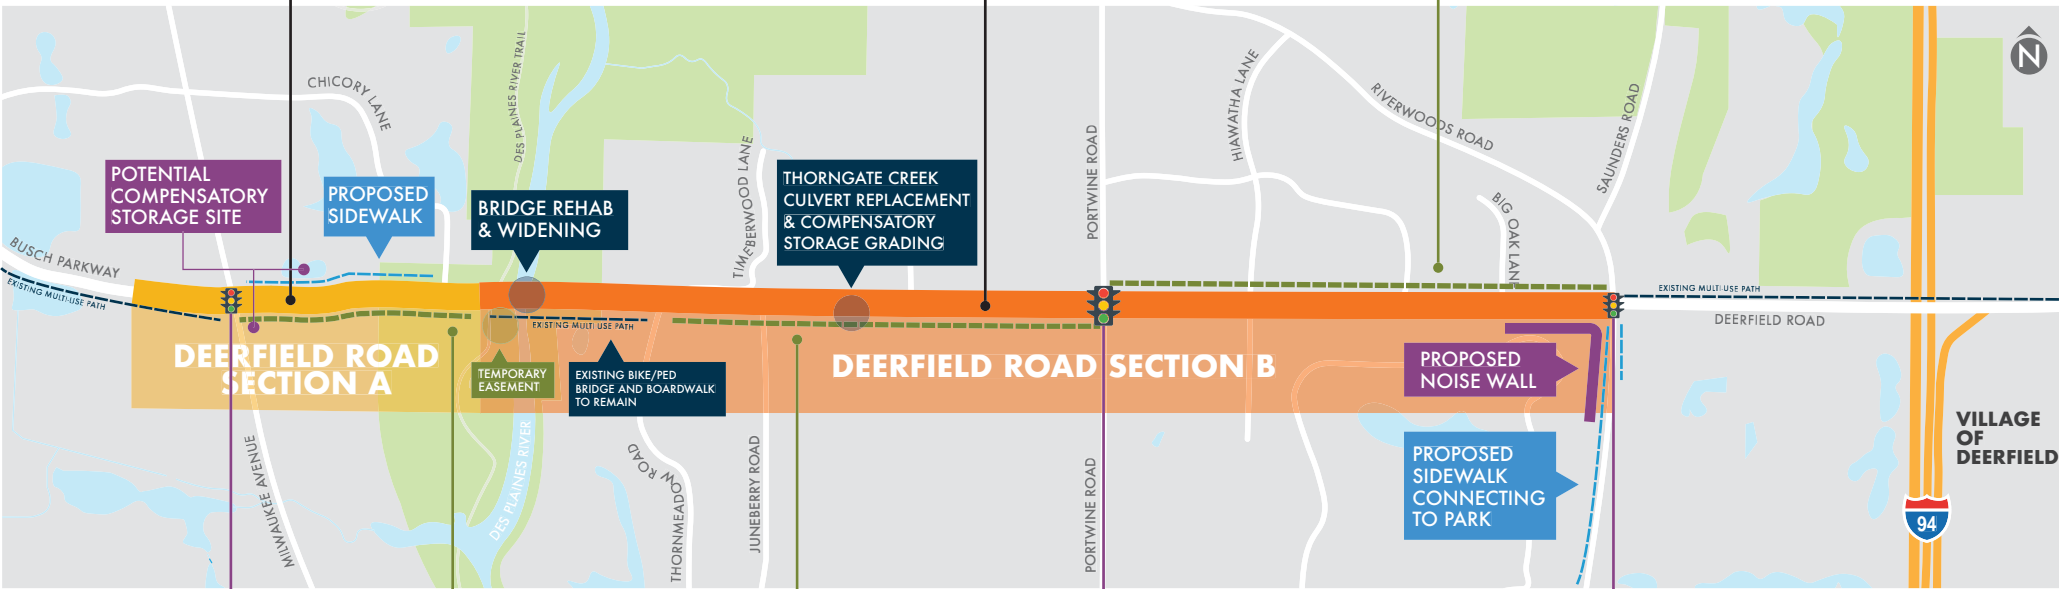 N
CHICORY LANE
DES PLAINES RIVER TRAIL
HIAWATHA LANE
RIVERWOODS ROAD
SAUNDERS ROAD
TIMBERWOOD LANE
PORTWINE ROAD
BIG OAK LANE
POTENTIAL
COMPENSATORY
STORAGE SITE
PROPOSED
SIDEWALK
BRIDGE REHAB
& WIDENING
THORNGATE CREEK
CULVERT REPLACEMENT
& COMPENSATORY
STORAGE GRADING
BUSCH PARKWAY
EXISTING MULTI-USE PATH
EXISTING MULTI-USE PATH
EXISTING MULTI USE PATH
DEERFIELD ROAD
DEERFIELD ROAD
SECTION A
TEMPORARY
EASEMENT
EXISTING BIKE/PED
BRIDGE AND BOARDWALK
TO REMAIN
DEERFIELD ROAD SECTION B
PROPOSED
NOISE WALL
PROPOSED
SIDEWALK
CONNECTING
TO PARK
VILLAGE
OF
DEERFIELD
94
MILWAUKEE AVENUE
DES PLAINES RIVER
THORNMEADOW ROAD
JUNEBERRY ROAD
PORTWINE ROAD